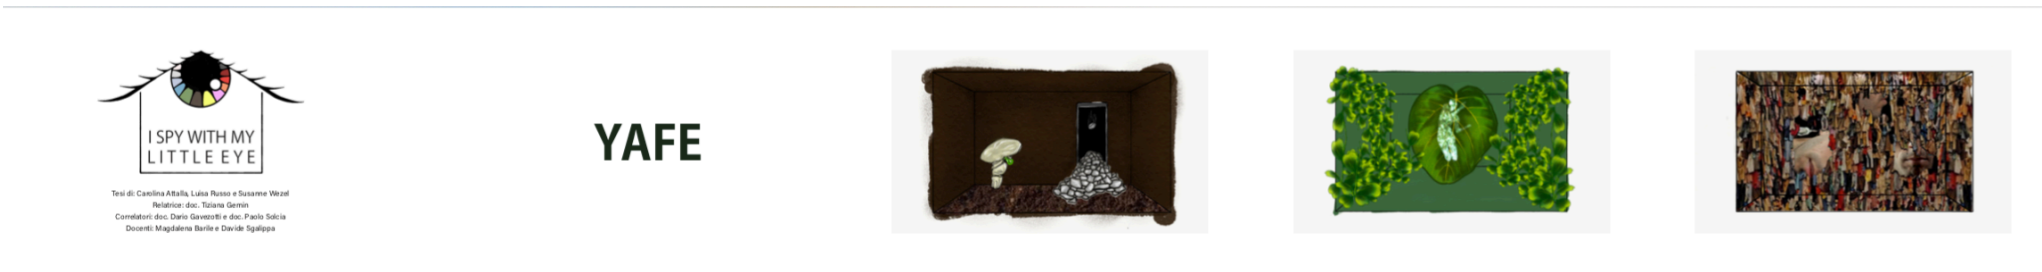 I SPY WITH MY
LITTLE EYE
Tesi di: Carolina Attalla, Luisa Russo e Susanne Wezel
Relatrice: doc. Tiziana Gemin
Correlatori: doc. Dario Gavezotti e doc. Paolo Solcia
Docenti: Magdalena Barile e Davide Sgalippa
YAFE